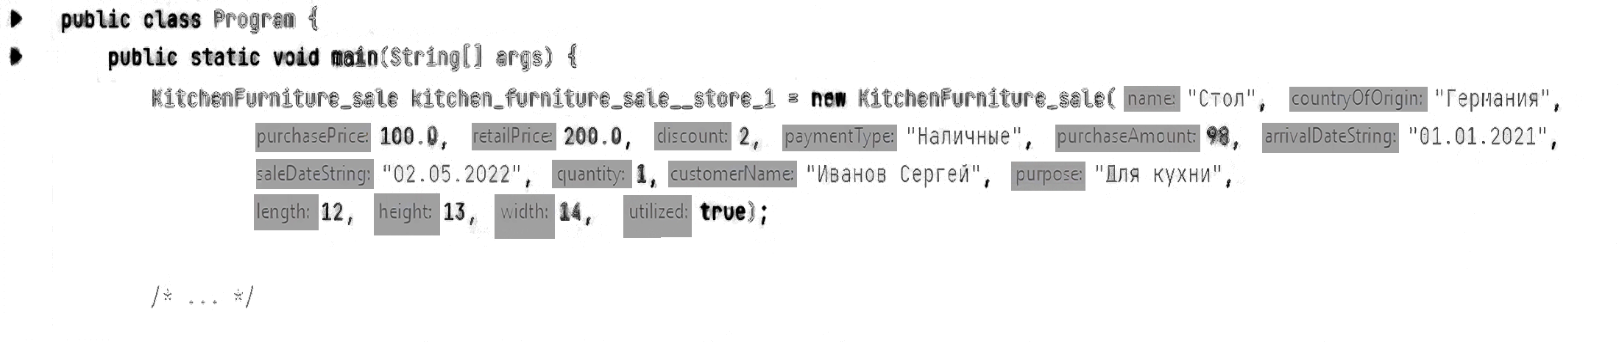 public class Program {
public static void main(String[] args) {
KitchenFurniture_sale kitchen_furniture_sale__store_1 = new KitchenFurniture_sale( name: "Стол", countryOfOrigin: "Германия",
purchasePrice: 100.0, retailPrice: 200.0, discount: 2, paymentType: "Наличные", purchaseAmount: 98, arrivalDateString: "01.01.2021",
saleDateString: "02.05.2022", quantity: 1, customerName: "Иванов Сергей", purpose: "Для кухни",
length: 12, height: 13, width: 14, utilized: true);
/* ... */